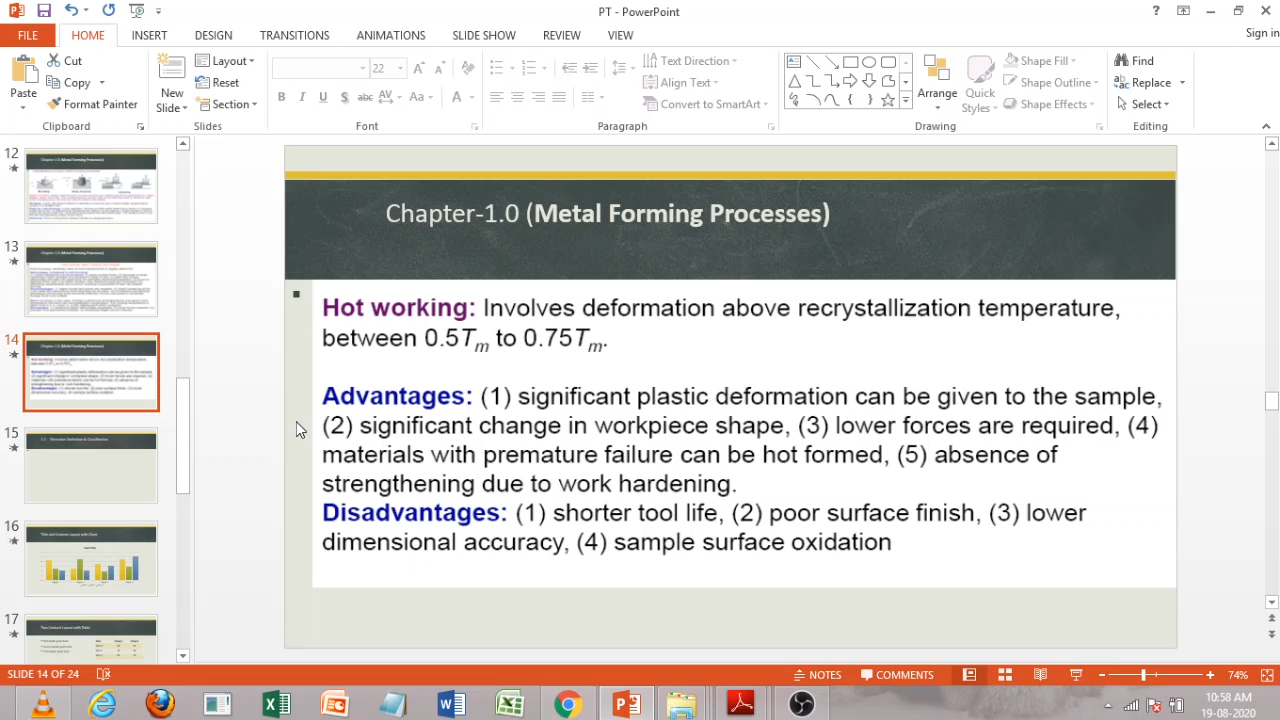 PT - PowerPoint
Sign in
FILE HOME INSERT DESIGN TRANSITIONS ANIMATIONS SLIDE SHOW REVIEW VIEW
Paste
Cut
Copy
Format Painter
Clipboard
New Slide
Layout
Reset
Section
Slides
22
B I U S abc AV Aa A
Font
Text Direction
Align Text
Convert to SmartArt
Paragraph
Arrange
Quick Styles
Shape Fill
Shape Outline
Shape Effects
Drawing
Find
Replace
Select
Editing
12
13
14
15
16
17
Chapter-1.0 (Metal Forming Processes)
Hot working: Involves deformation above recrystallization temperature,
between 0.5Tm to 0.75Tm.
Advantages: (1) significant plastic deformation can be given to the sample,
(2) significant change in workpiece shape, (3) lower forces are required, (4)
materials with premature failure can be hot formed, (5) absence of
strengthening due to work hardening.
Disadvantages: (1) shorter tool life, (2) poor surface finish, (3) lower
dimensional accuracy, (4) sample surface oxidation
SLIDE 14 OF 24
NOTES
COMMENTS
74%
10:58 AM
19-08-2020